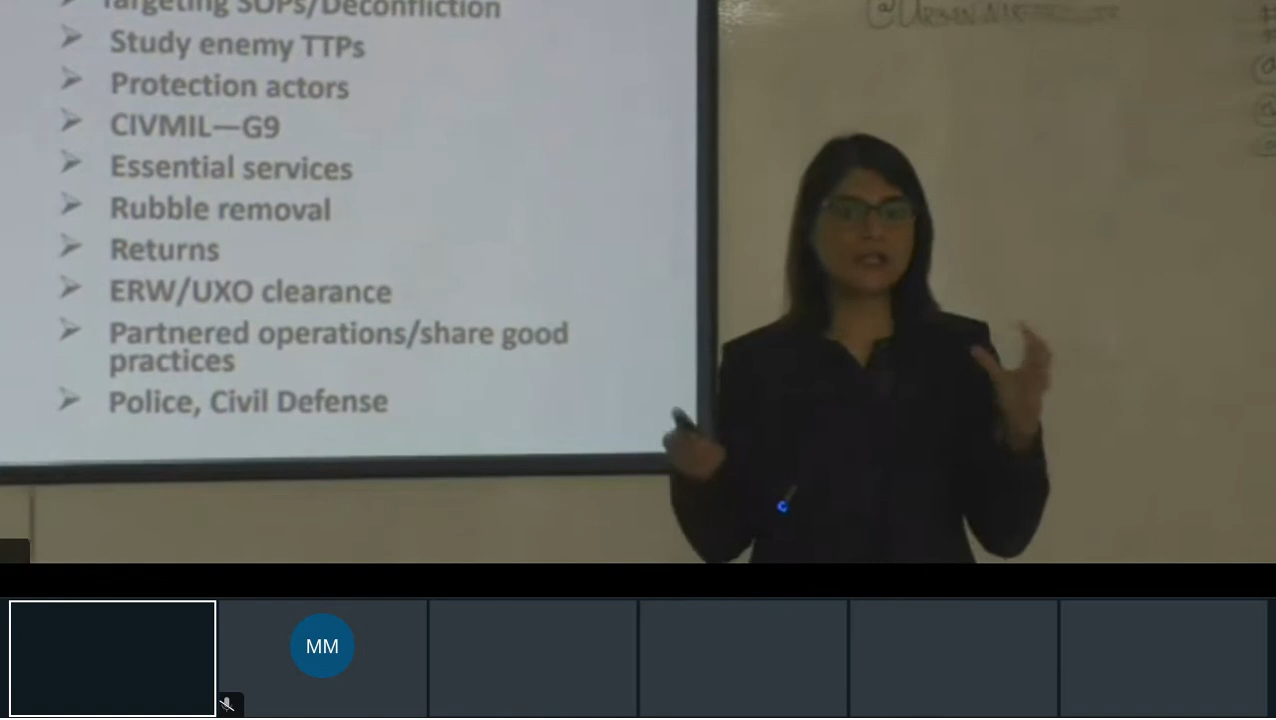 Targeting SOPs/Deconfliction
Study enemy TTPs
Protection actors
CIVMIL—G9
Essential services
Rubble removal
Returns
ERW/UXO clearance
Partnered operations/share good
practices
Police, Civil Defense
MM